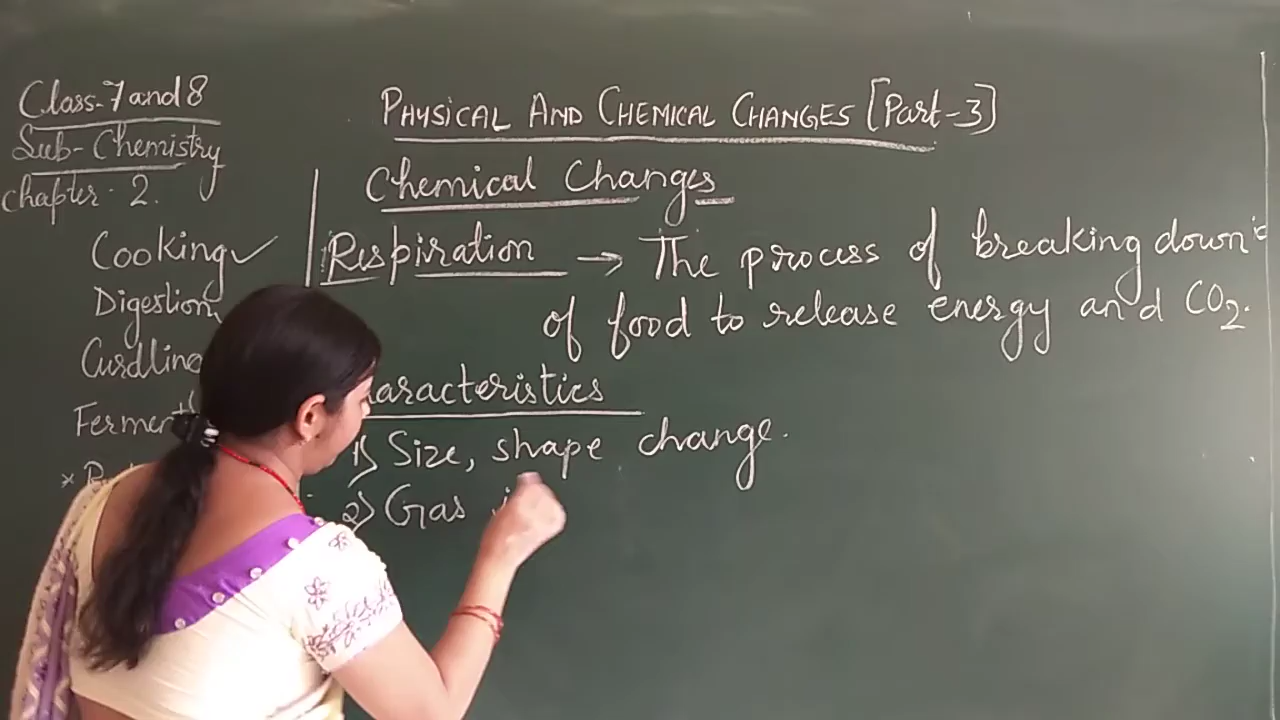 Class-7 and 8
Sub-Chemistry
Chapter-2.
Cooking ✓
Digestion
Curdling
PHYSICAL AND CHEMICAL CHANGES [Part-3]
Chemical Changes
Respiration → The process of breaking down
of food to release energy and CO2.
1) Size, shape change.
2) Gas